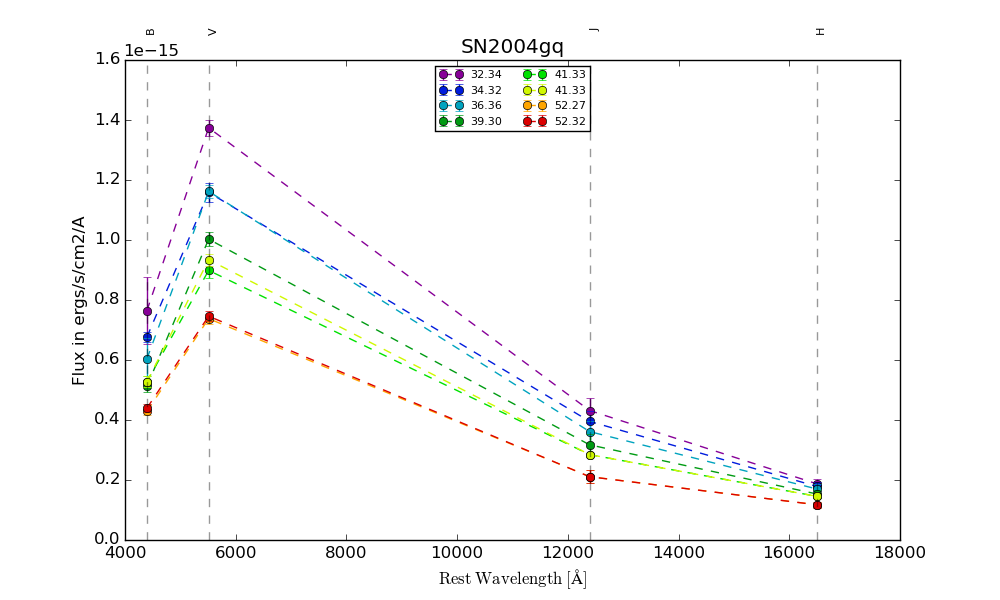 B V J H
1e−15 SN2004gq
32.34 41.33
34.32 41.33
36.36 52.27
39.30 52.32
1.6
1.4
1.2
1.0
0.8
0.6
0.4
0.2
0.0
Flux in ergs/s/cm2/A
4000 6000 8000 10000 12000 14000 16000 18000
Rest Wavelength [Å]